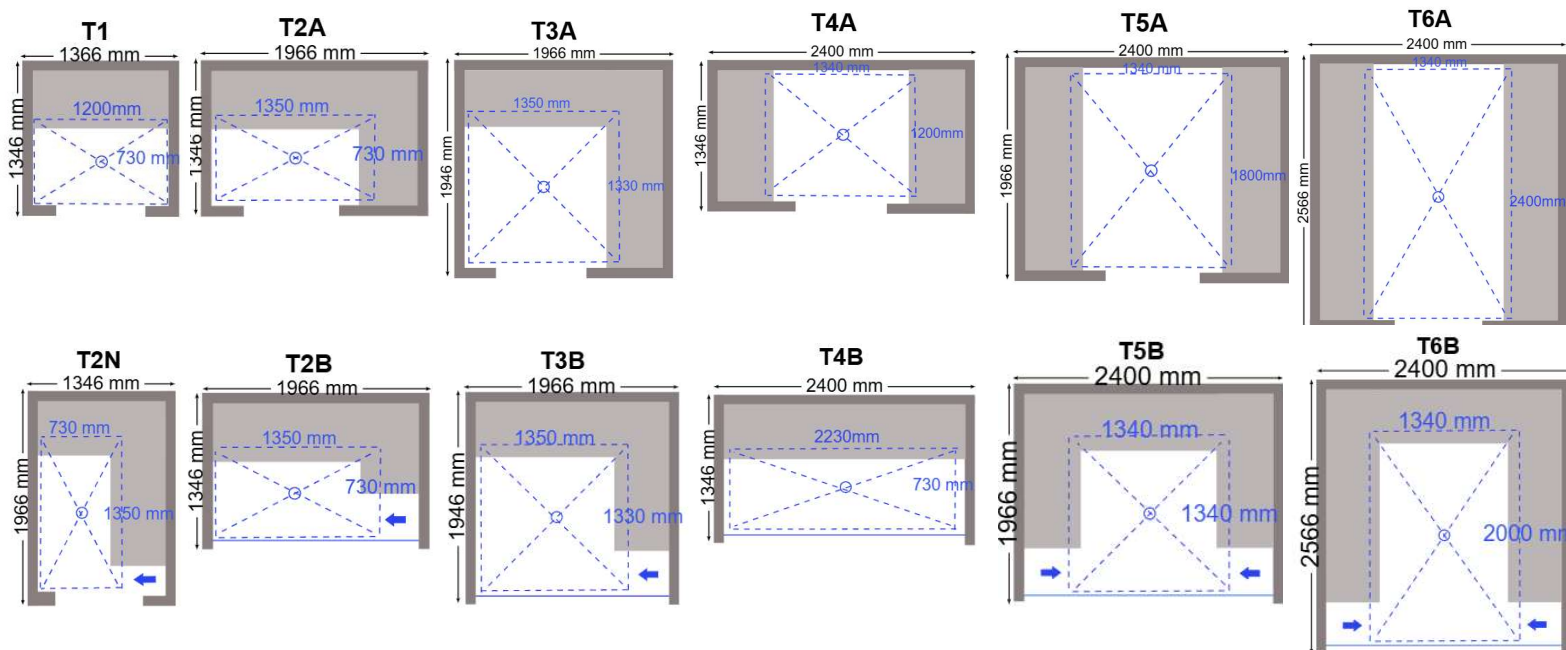 T1
1366 mm
1346 mm
1200mm
730 mm
T2A
1966 mm
1346 mm
1350 mm
730 mm
T3A
1966 mm
1946 mm
1350 mm
1330 mm
T4A
2400 mm
1340 mm
1346 mm
1200mm
T5A
2400 mm
1340 mm
1966 mm
1800mm
T6A
2400 mm
1340 mm
2566 mm
2400mm
T2N
1346 mm
1966 mm
730 mm
1350 mm
T2B
1966 mm
1346 mm
1350 mm
730 mm
T3B
1966 mm
1946 mm
1350 mm
1330 mm
T4B
2400 mm
1346 mm
2230mm
730 mm
T5B
2400 mm
1966 mm
1340 mm
1340 mm
T6B
2400 mm
2566 mm
1340 mm
2000 mm